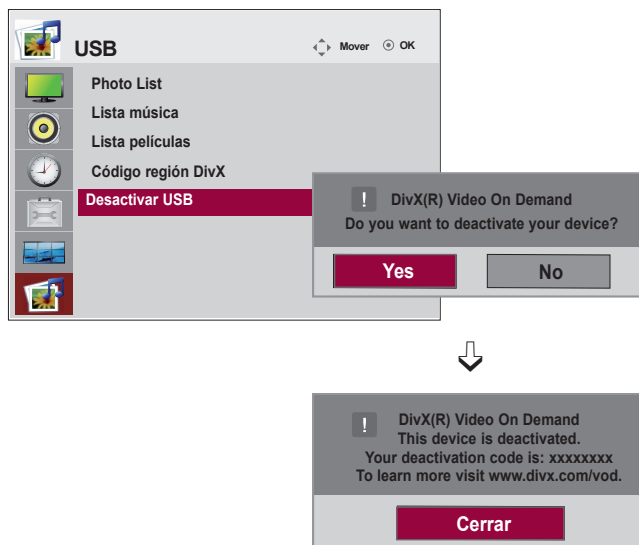 USB
Mover OK
Photo List
Lista música
Lista películas
Código región DivX
Desactivar USB
! DivX(R) Video On Demand
Do you want to deactivate your device?
Yes No
! DivX(R) Video On Demand
This device is deactivated.
Your deactivation code is: xxxxxxxx
To learn more visit www.divx.com/vod.
Cerrar